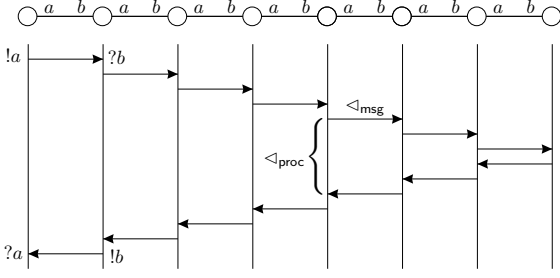 a b a b a b a b a b a b a b
!a ?b
◁msg
◁proc
?a !b